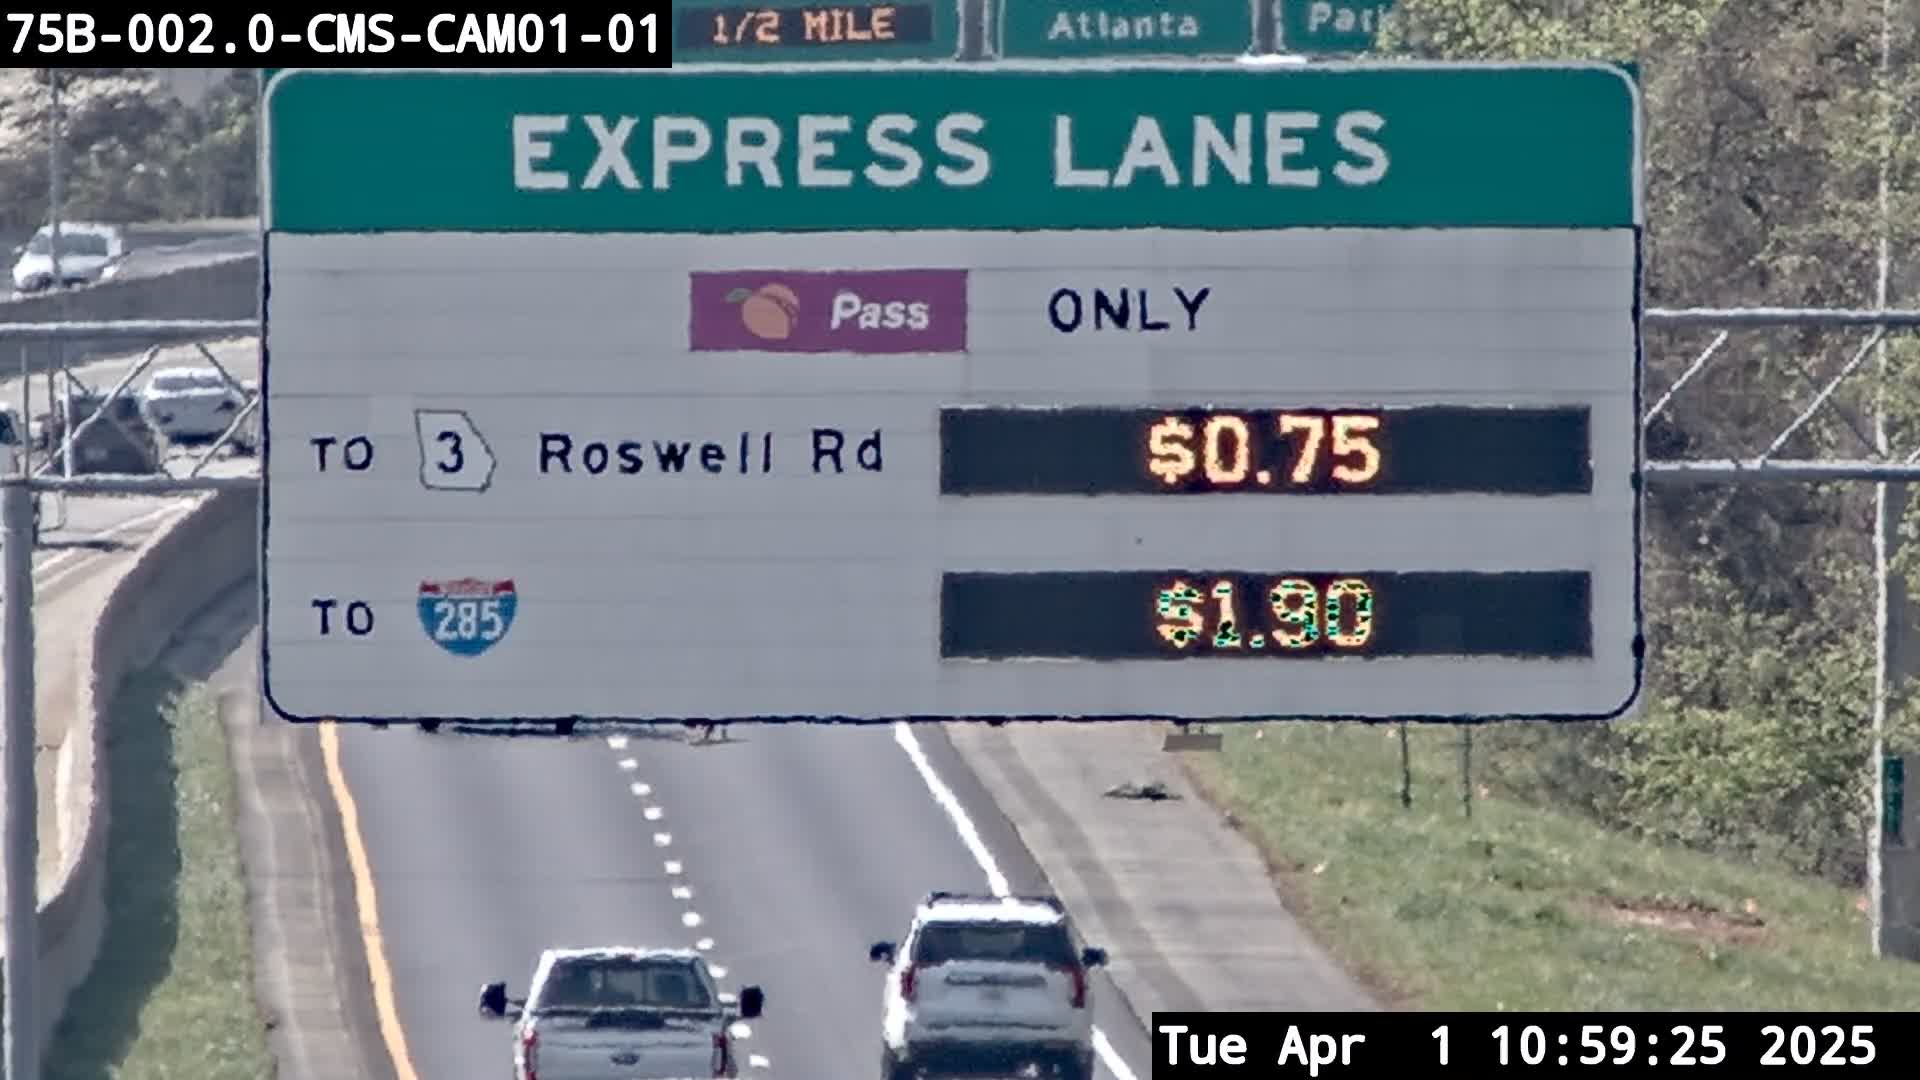 75B-002.0-CMS-CAM01-01
1/2 MILE
Atlanta
EXPRESS LANES
Pass ONLY
TO 3 Roswell Rd $0.75
TO 285 $1.90
Tue Apr 1 10:59:25 2025